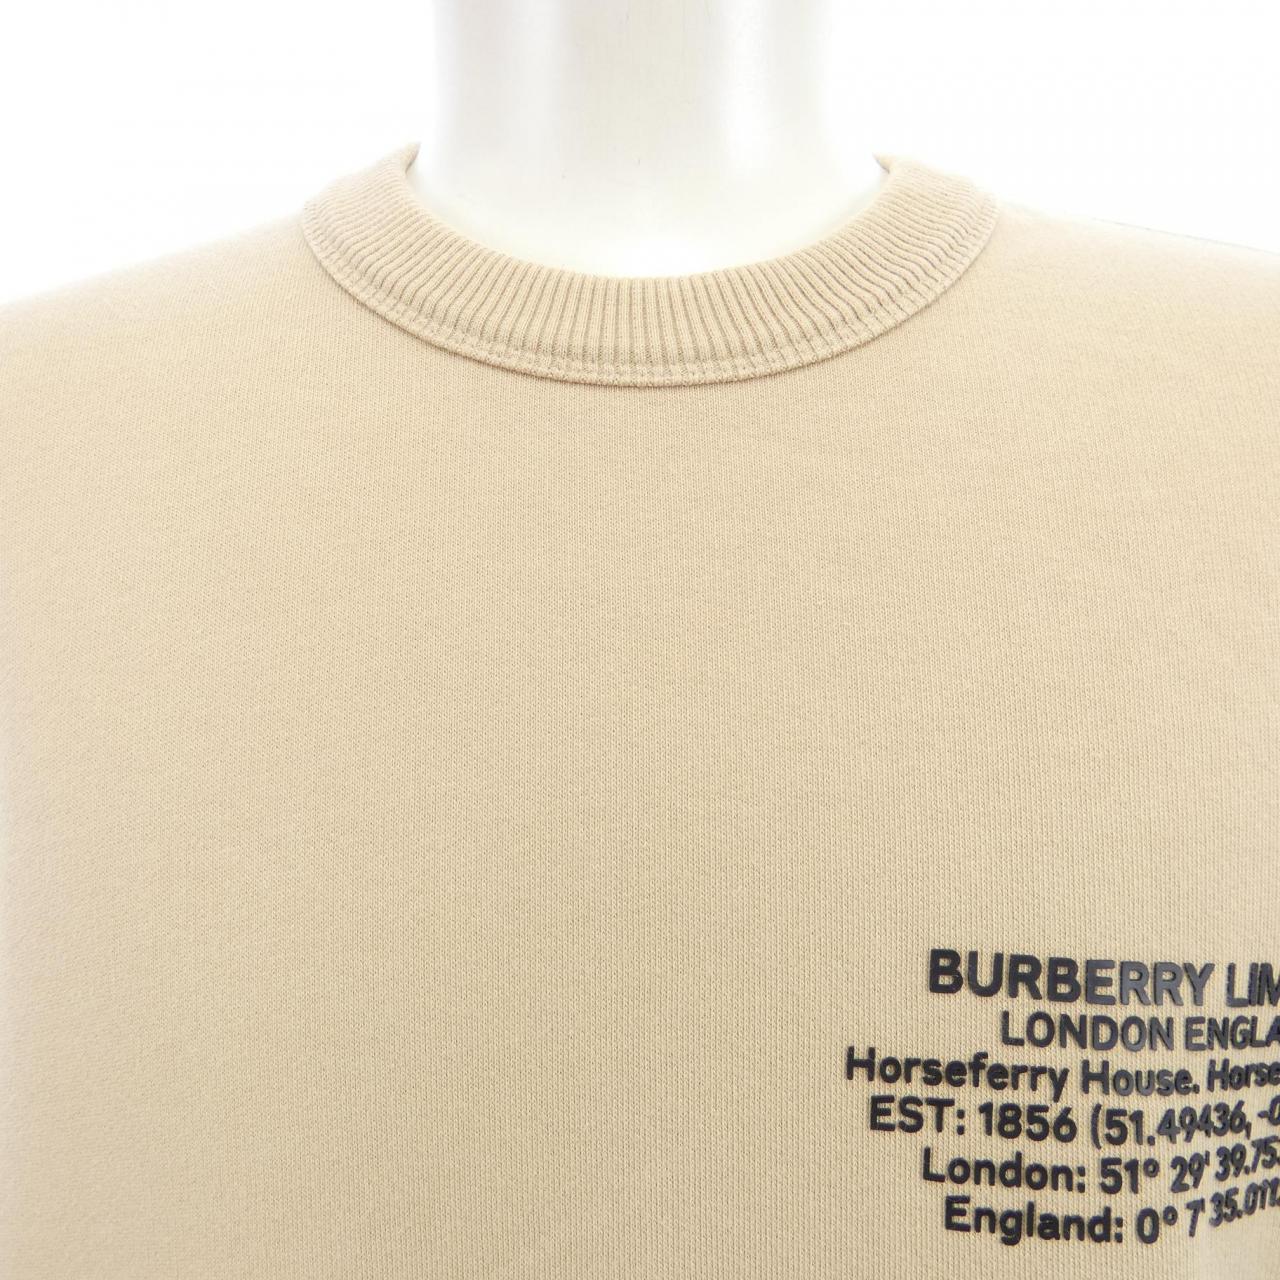 BURBERRY LIM
LONDON ENGLA
Horseferry House. Horse
EST: 1856 (51.49436, -0
London: 51° 29' 39.75
England: 0° 7' 35.011